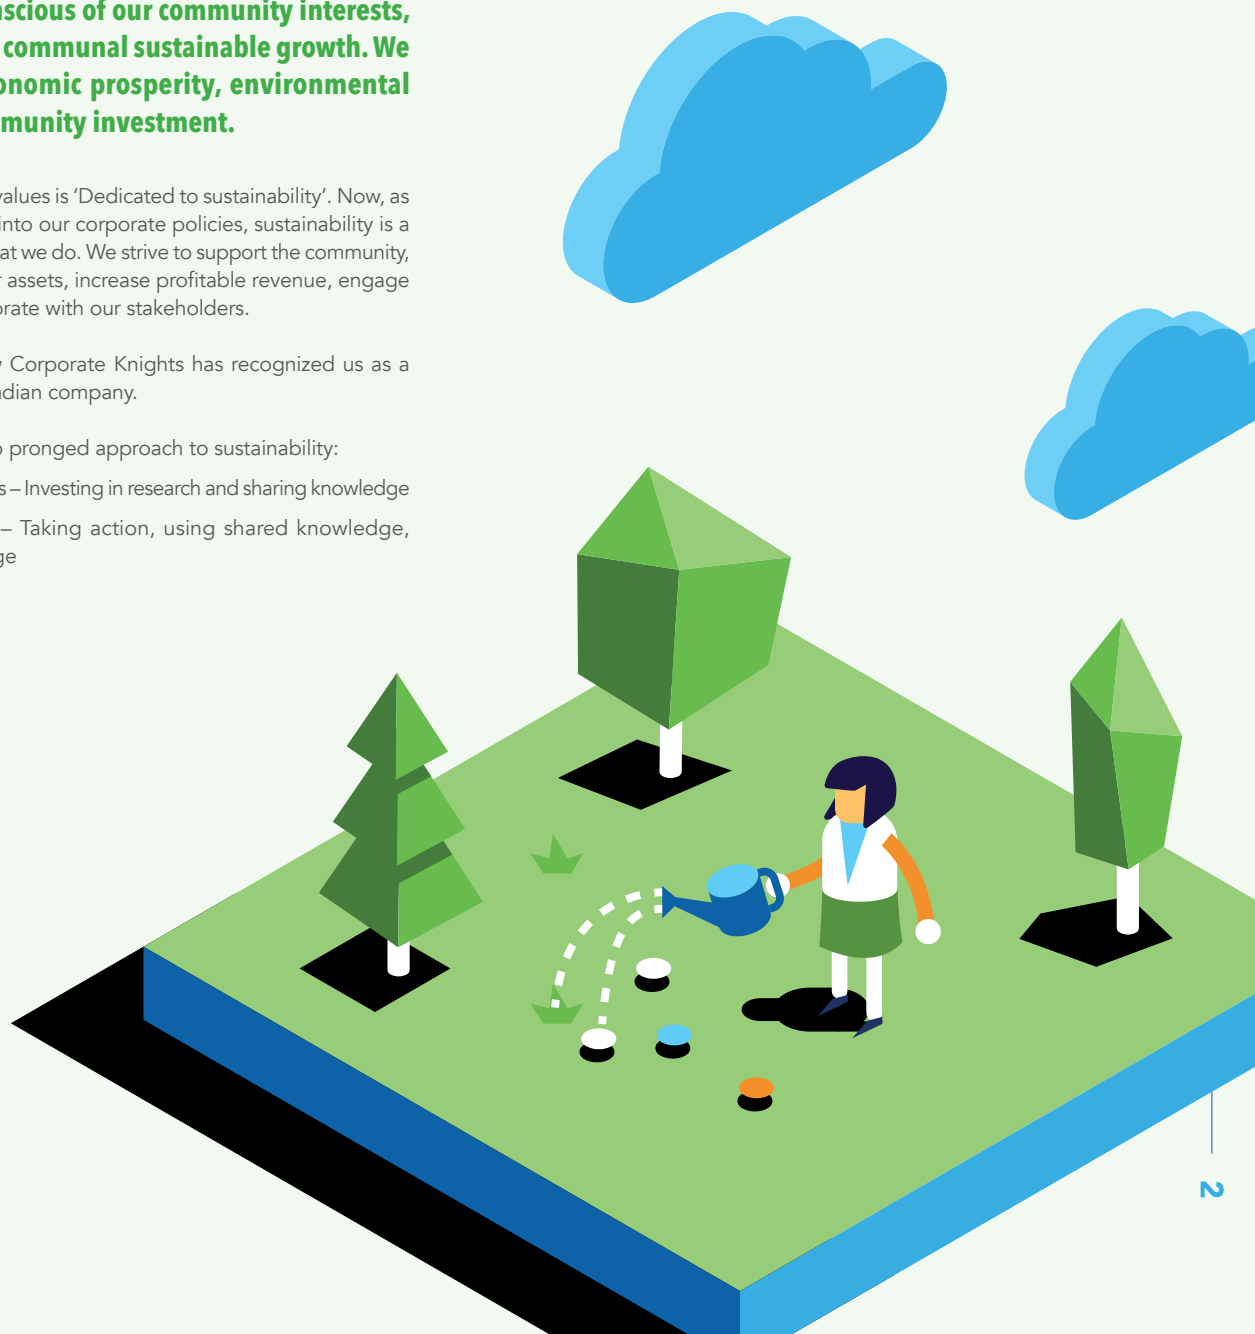 scious of our community interests,
communal sustainable growth. We
onomic prosperity, environmental
munity investment.
values is ‘Dedicated to sustainability’. Now, as
into our corporate policies, sustainability is a
at we do. We strive to support the community,
r assets, increase profitable revenue, engage
orate with our stakeholders.
y Corporate Knights has recognized us as a
adian company.
o pronged approach to sustainability:
s – Investing in research and sharing knowledge
– Taking action, using shared knowledge,
ge
2